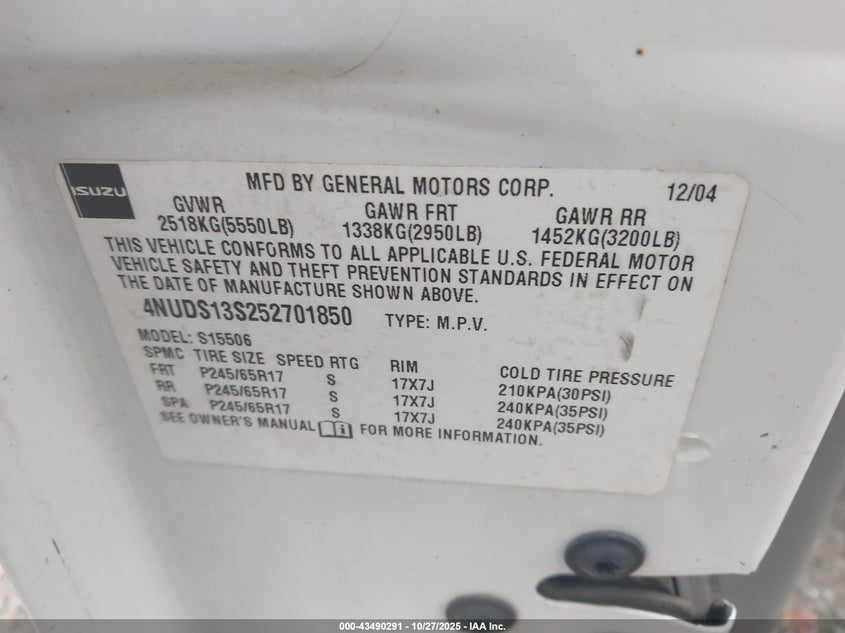 ISUZU
MFD BY GENERAL MOTORS CORP. 12/04
GVWR GAWR FRT GAWR RR
2518KG(5550LB) 1338KG(2950LB) 1452KG(3200LB)
THIS VEHICLE CONFORMS TO ALL APPLICABLE U.S. FEDERAL MOTOR
VEHICLE SAFETY AND THEFT PREVENTION STANDARDS IN EFFECT ON
THE DATE OF MANUFACTURE SHOWN ABOVE.
4NUDS13S252701850 TYPE: M.P.V.
MODEL: S15506
SPMC TIRE SIZE SPEED RTG RIM COLD TIRE PRESSURE
FRT P245/65R17 S 17X7J 210KPA(30PSI)
RR P245/65R17 S 17X7J 240KPA(35PSI)
SPA P245/65R17 S 17X7J 240KPA(35PSI)
SEE OWNER'S MANUAL FOR MORE INFORMATION.
000-43490291 - 10/27/2025 - IAA Inc.